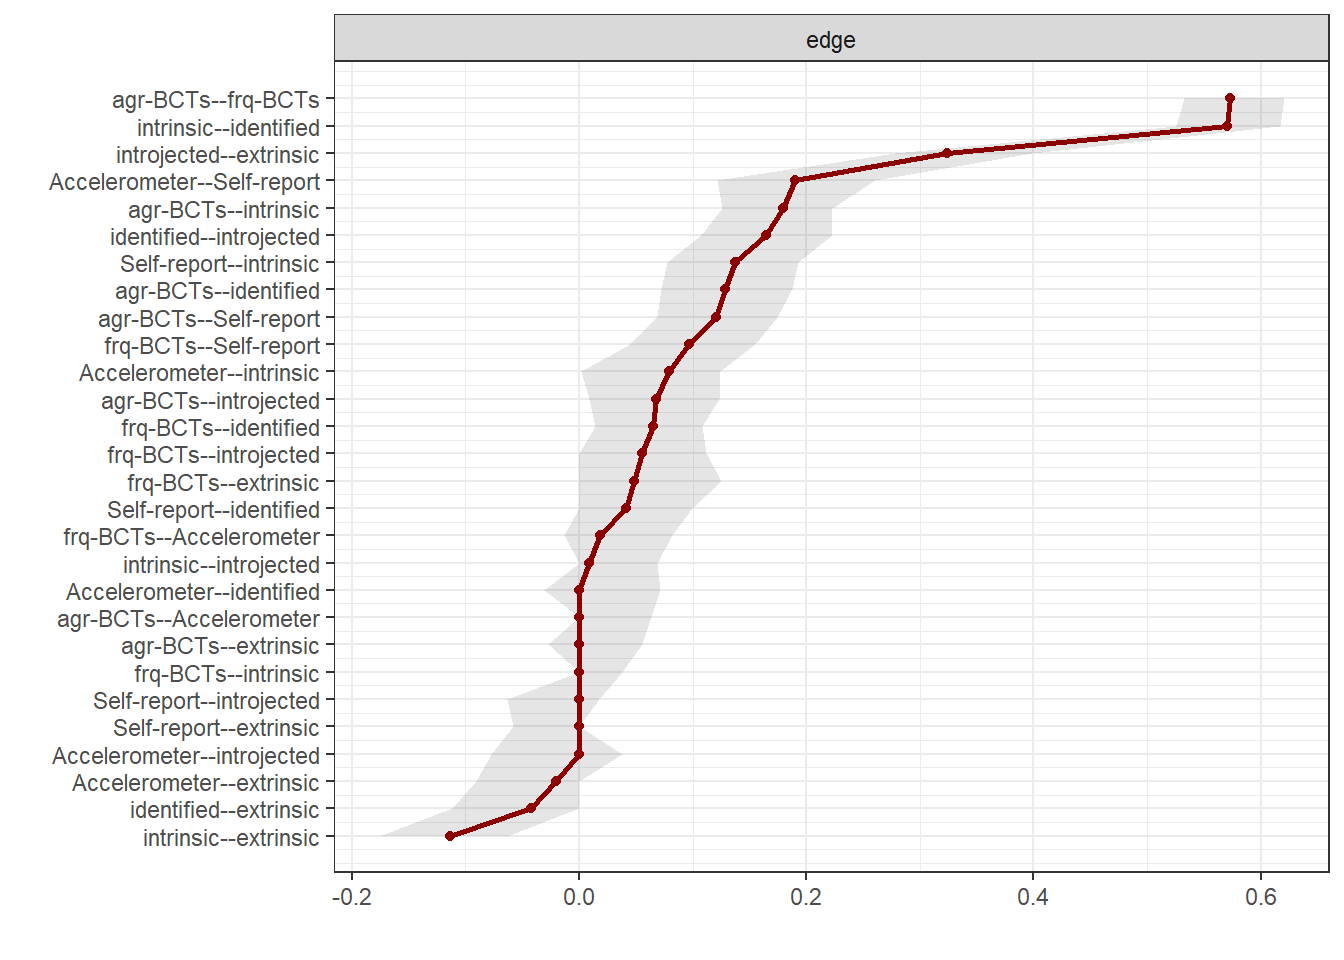 edge
agr-BCTs--frq-BCTs
intrinsic--identified
introjected--extrinsic
Accelerometer--Self-report
agr-BCTs--intrinsic
identified--introjected
Self-report--intrinsic
agr-BCTs--identified
agr-BCTs--Self-report
frq-BCTs--Self-report
Accelerometer--intrinsic
agr-BCTs--introjected
frq-BCTs--identified
frq-BCTs--introjected
frq-BCTs--extrinsic
Self-report--identified
frq-BCTs--Accelerometer
intrinsic--introjected
Accelerometer--identified
agr-BCTs--Accelerometer
agr-BCTs--extrinsic
frq-BCTs--intrinsic
Self-report--introjected
Self-report--extrinsic
Accelerometer--introjected
Accelerometer--extrinsic
identified--extrinsic
intrinsic--extrinsic
-0.2 0.0 0.2 0.4 0.6